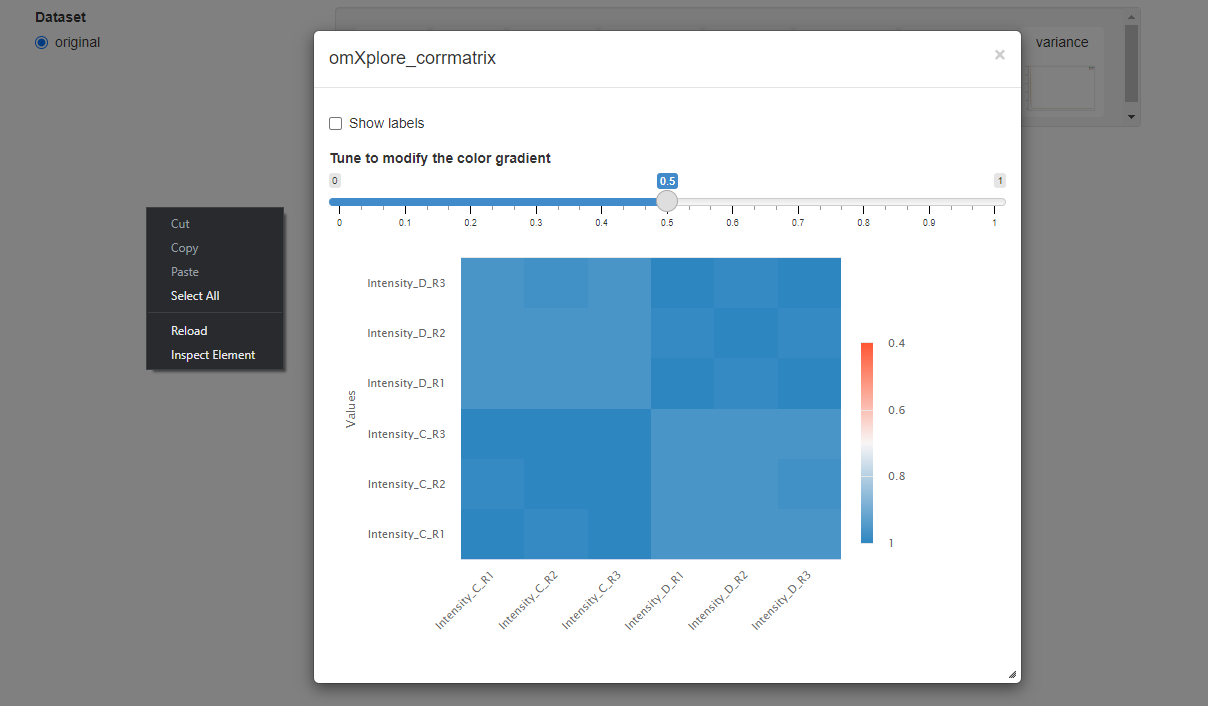 Dataset
original
variance
omXplore_corrmatrix
×
Show labels
Tune to modify the color gradient
0 0.5 1
0 0.1 0.2 0.3 0.4 0.5 0.6 0.7 0.8 0.9 1
Cut
Copy
Paste
Select All
Reload
Inspect Element
Values
Intensity_D_R3
Intensity_D_R2
Intensity_D_R1
Intensity_C_R3
Intensity_C_R2
Intensity_C_R1
Intensity_C_R1
Intensity_C_R2
Intensity_C_R3
Intensity_D_R1
Intensity_D_R2
Intensity_D_R3
0.4
0.6
0.8
1